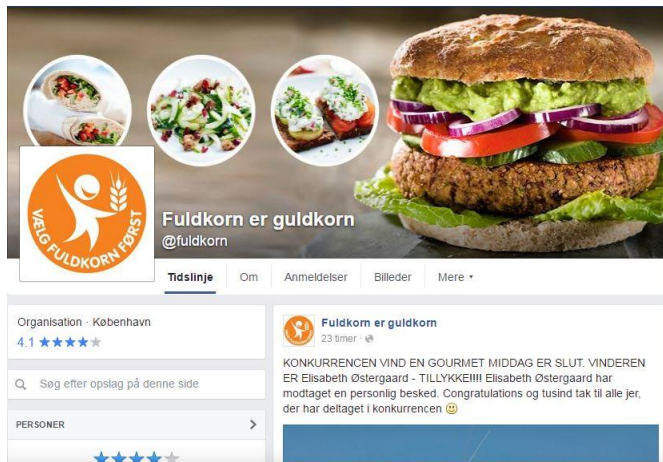 VÆLG FULDKORN FØRST
Fuldkorn er guldkorn
@fuldkorn
Tidslinje
Om
Anmeldelser
Billeder
Mere
Organisation · København
4.1
Søg efter opslag på denne side
PERSONER
Fuldkorn er guldkorn
23 timer ·
KONKURRENCEN VIND EN GOURMET MIDDAG ER SLUT. VINDEREN
ER Elisabeth Østergaard - TILLYKKE!!!! Elisabeth Østergaard har
modtaget en personlig besked. Congratulations og tusind tak til alle jer,
der har deltaget i konkurrencen 😃